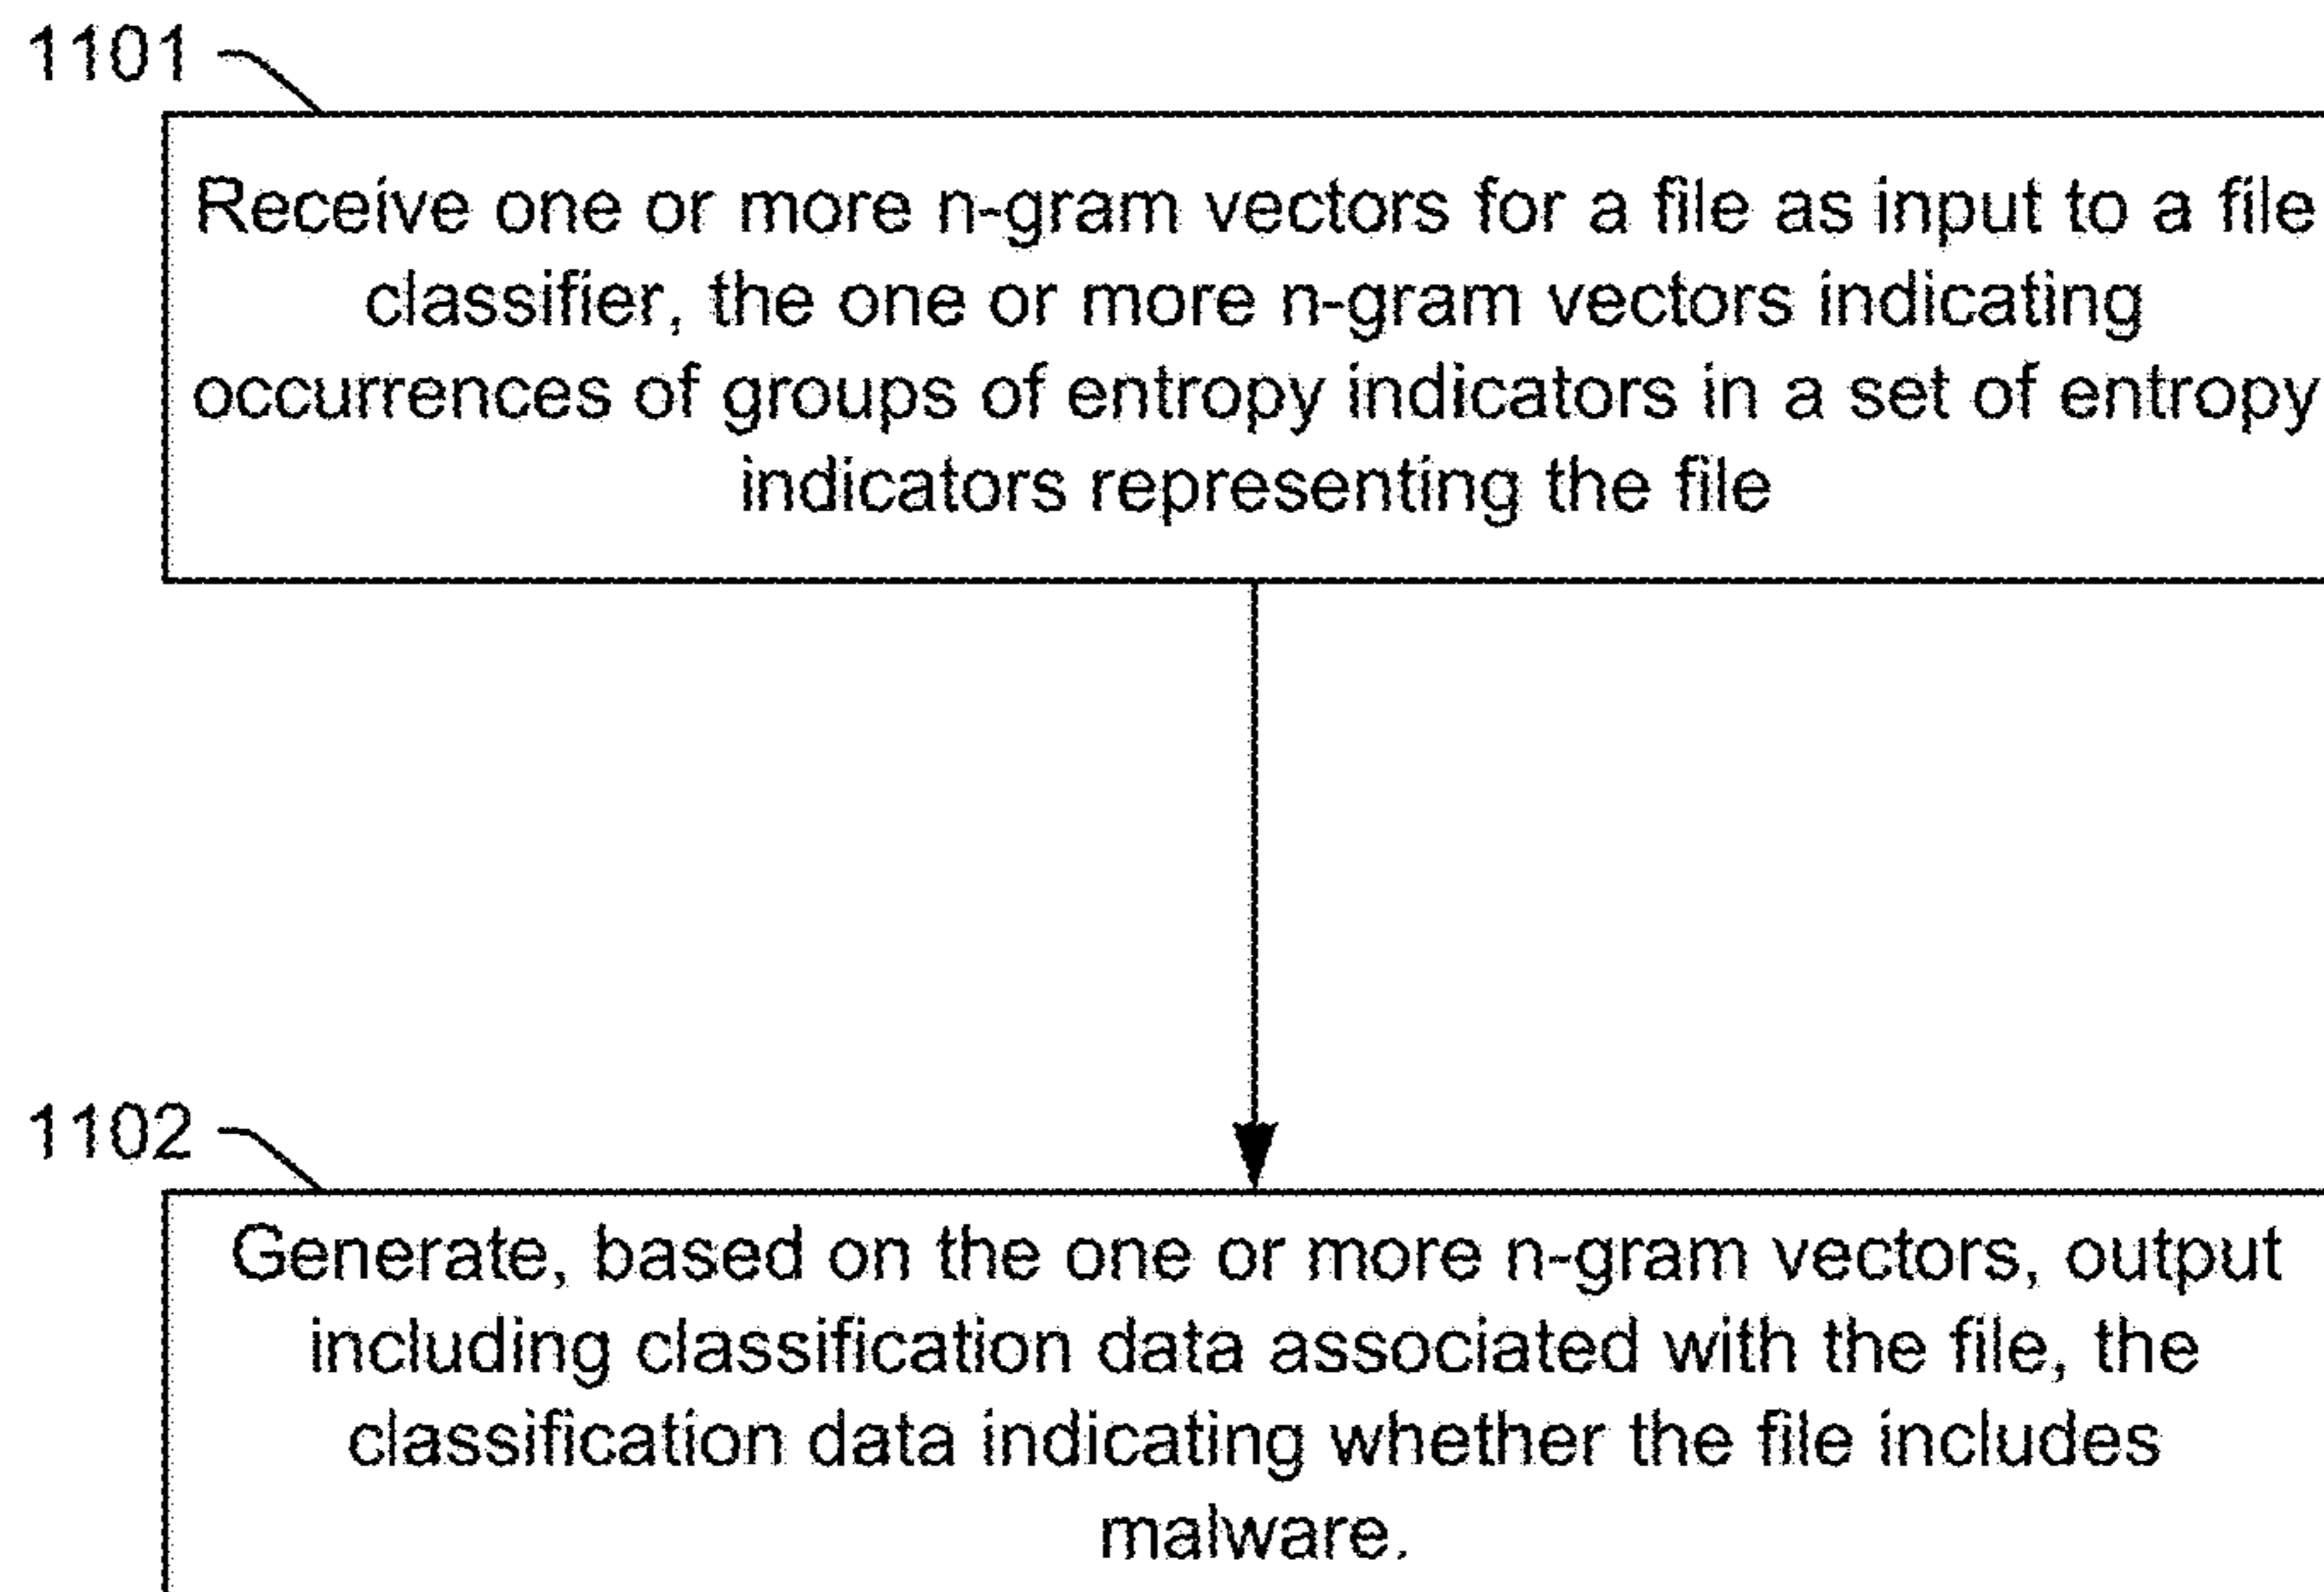 1101
Receive one or more n-gram vectors for a file as input to a file
classifier, the one or more n-gram vectors indicating
occurrences of groups of entropy indicators in a set of entropy
indicators representing the file
1102
Generate, based on the one or more n-gram vectors, output
including classification data associated with the file, the
classification data indicating whether the file includes
malware.